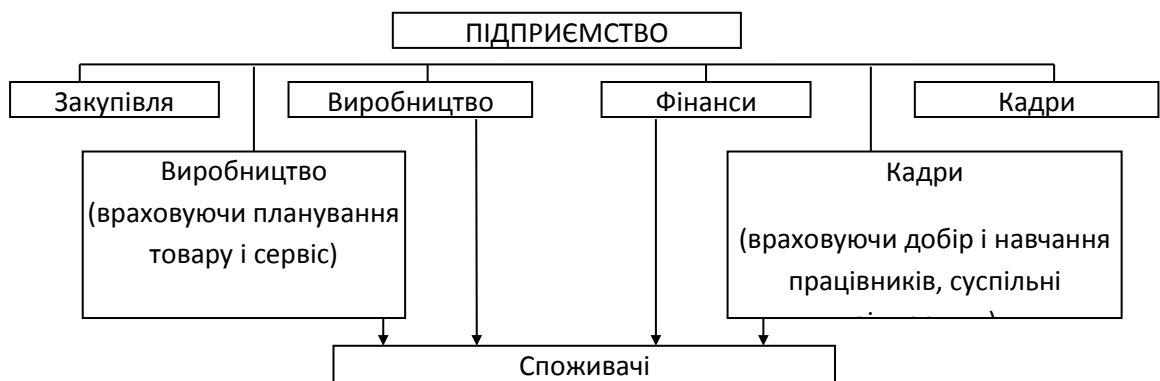 ПІДПРИЄМСТВО
Закупівля
Виробництво
Фінанси
Кадри
Виробництво
(враховуючи планування
товару і сервіс)
Кадри
(враховуючи добір і навчання
працівників, суспільні
Споживачі